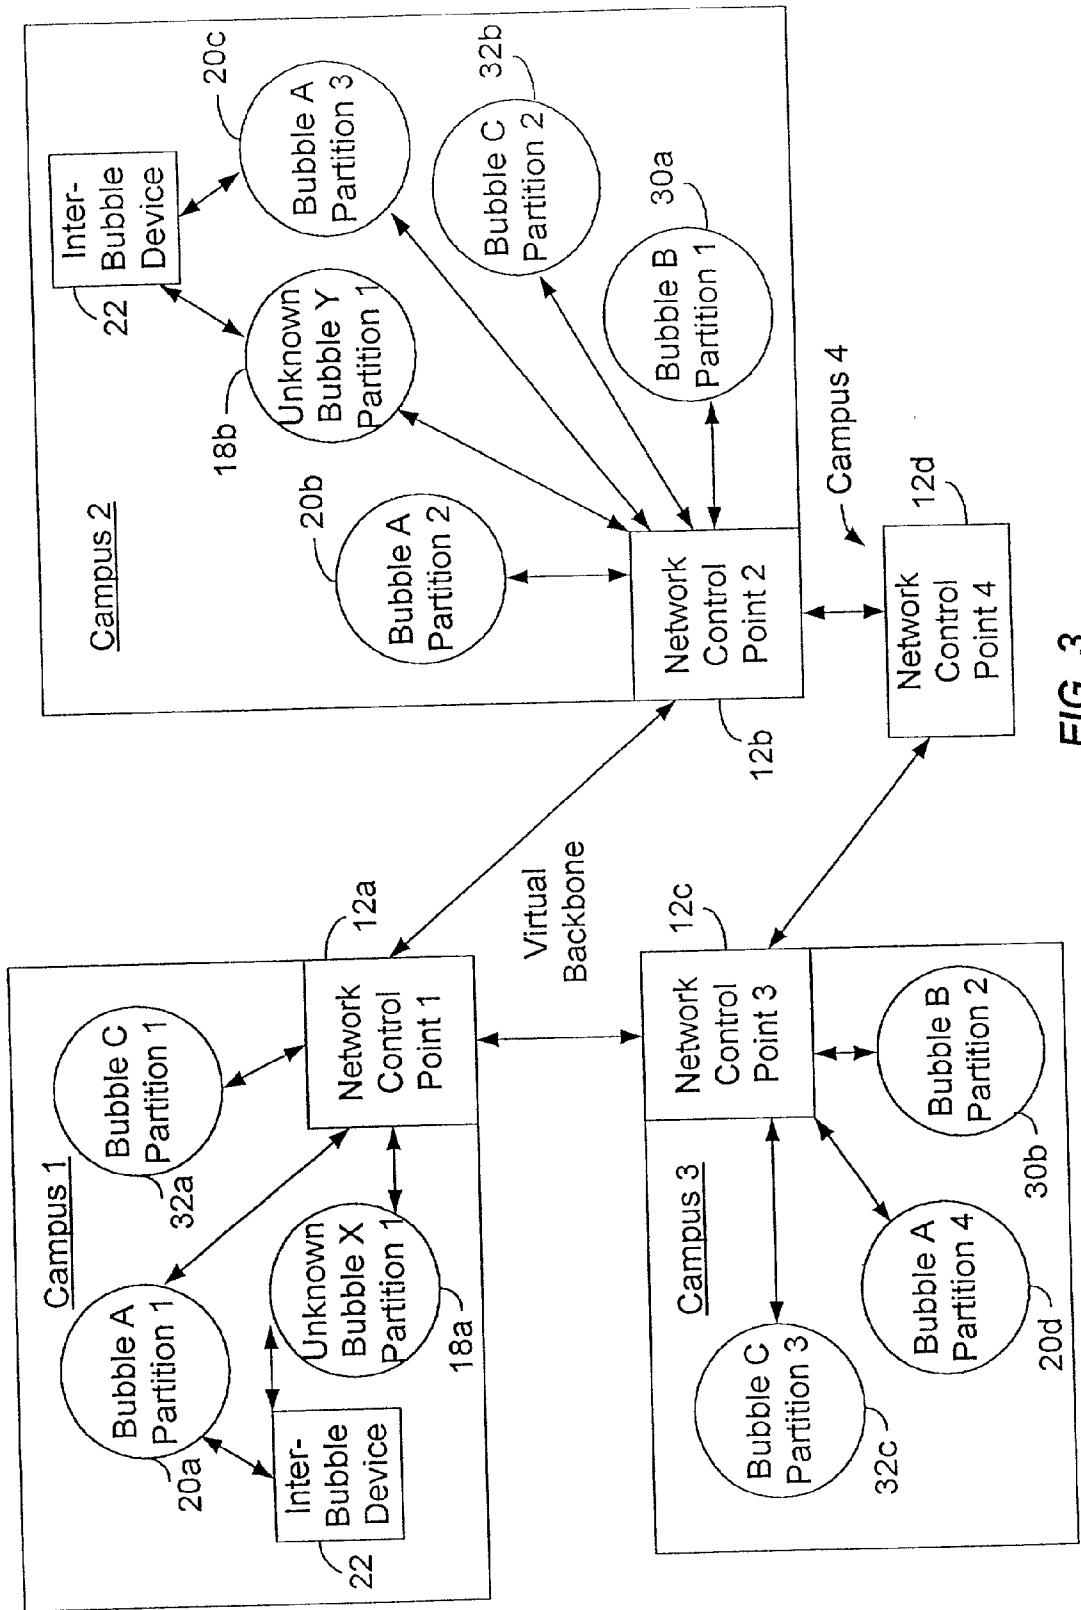 Campus 1
Bubble A
Partition 1
20a
Bubble C
Partition 1
32a
Inter-
Bubble
Device
22
Unknown
Bubble X
Partition 1
18a
Network
Control
Point 1
12a
Campus 2
Inter-
Bubble
Device
22
Bubble A
Partition 3
20c
Unknown
Bubble Y
Partition 1
18b
Bubble C
Partition 2
32b
Bubble A
Partition 2
20b
Bubble B
Partition 1
30a
Network
Control
Point 2
12b
Virtual
Backbone
Campus 3
Network
Control
Point 3
12c
Bubble C
Partition 3
32c
Bubble A
Partition 4
20d
Bubble B
Partition 2
30b
Campus 4
Network
Control
Point 4
12d
FIG. 3